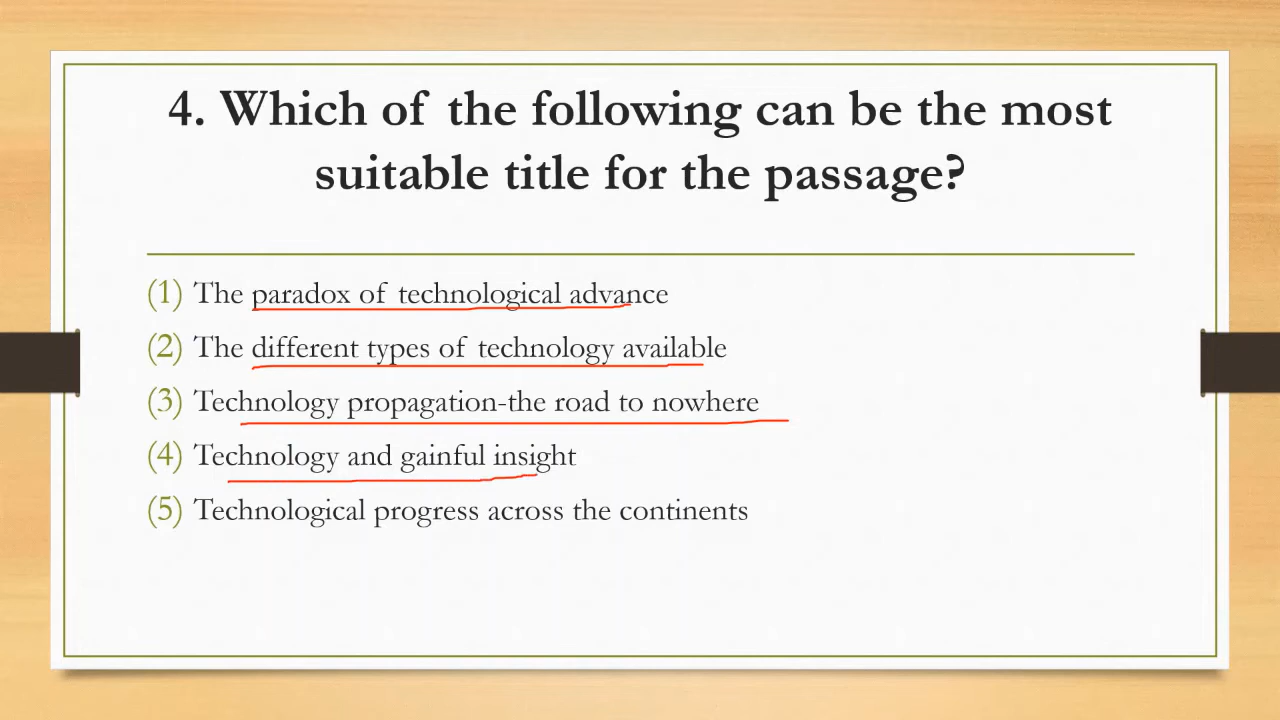 4. Which of the following can be the most
suitable title for the passage?
(1) The paradox of technological advance
(2) The different types of technology available
(3) Technology propagation-the road to nowhere
(4) Technology and gainful insight
(5) Technological progress across the continents